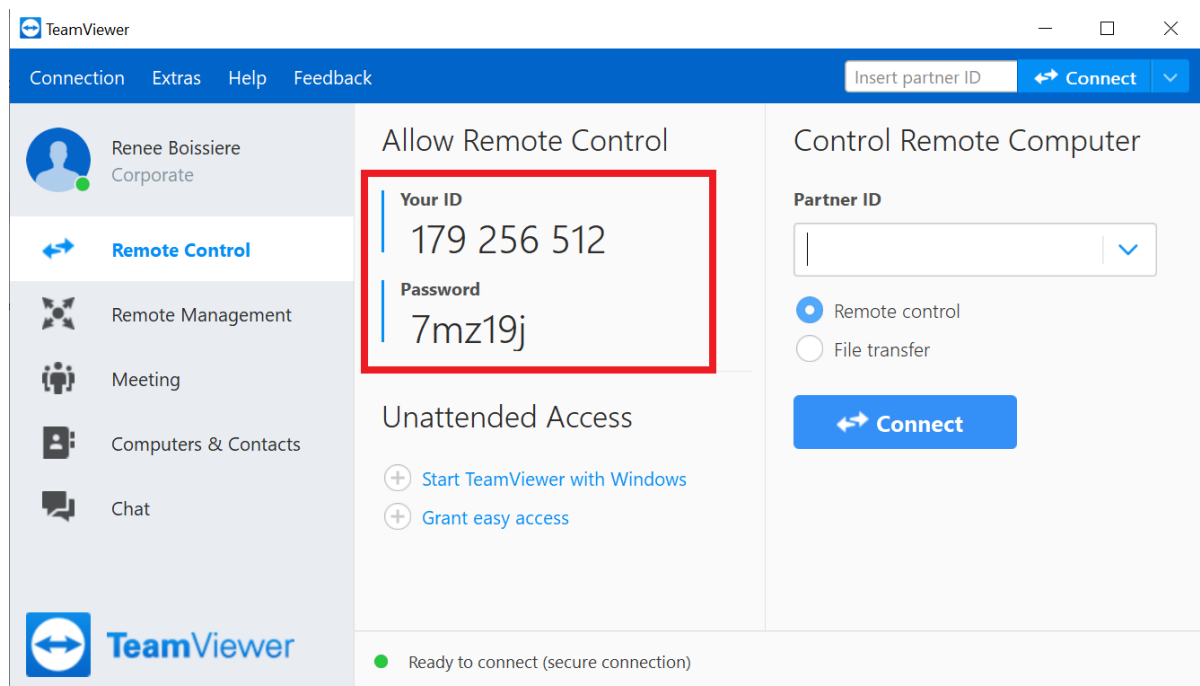 TeamViewer
Connection Extras Help Feedback
Insert partner ID
Connect
Renee Boissiere
Corporate
Remote Control
Remote Management
Meeting
Computers & Contacts
Chat
TeamViewer
Allow Remote Control
Your ID
179 256 512
Password
7mz19j
Unattended Access
Start TeamViewer with Windows
Grant easy access
Control Remote Computer
Partner ID
Remote control
File transfer
Connect
Ready to connect (secure connection)